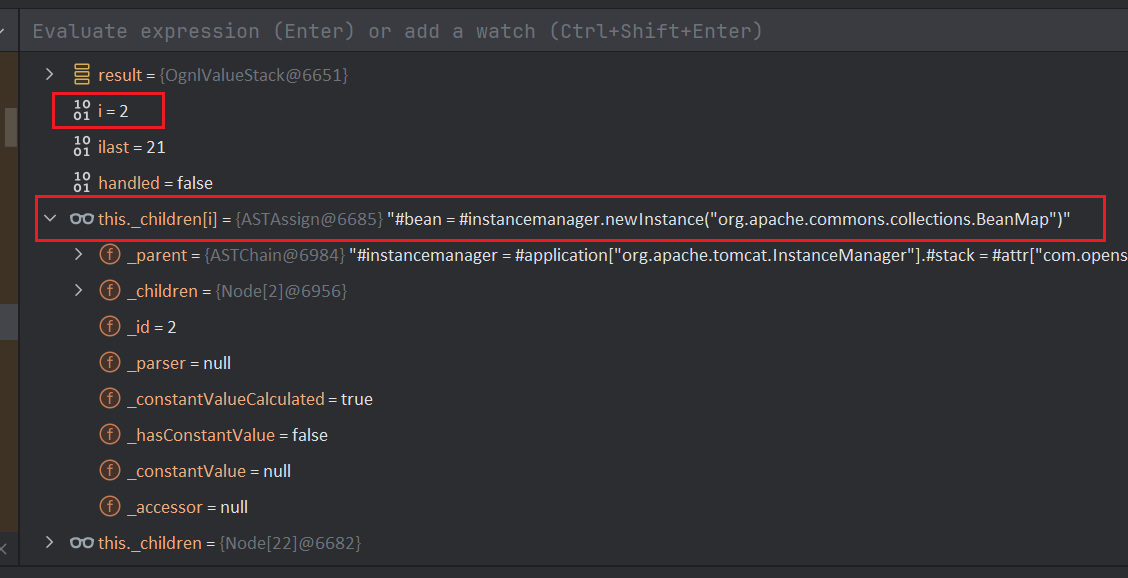 Evaluate expression (Enter) or add a watch (Ctrl+Shift+Enter)
result = {OgnlValueStack@6651}
i = 2
ilast = 21
handled = false
this._children[i] = {ASTAssign@6685} "#bean = #instancemanager.newInstance("org.apache.commons.collections.BeanMap")"
_parent = {ASTChain@6984} "#instancemanager = #application["org.apache.tomcat.InstanceManager"].#stack = #attr["com.opens
_children = {Node[2]@6956}
_id = 2
_parser = null
_constantValueCalculated = true
_hasConstantValue = false
_constantValue = null
_accessor = null
this._children = {Node[22]@6682}